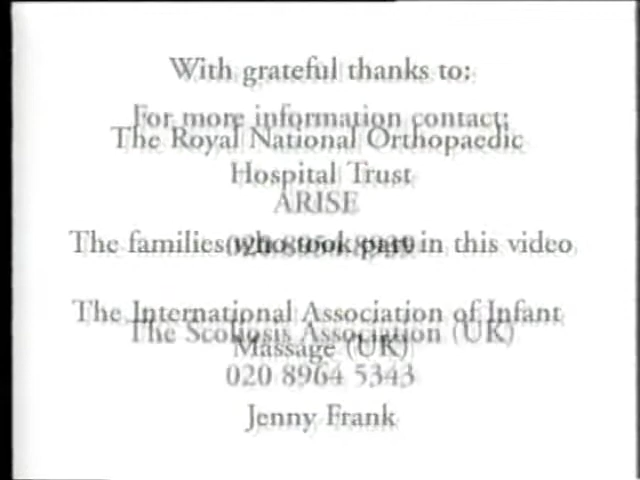 With grateful thanks to:
For more information contact:
The Royal National Orthopaedic
Hospital Trust
ARISE
The families who took part in this video
The International Association of Infant
The Scoliosis Association (UK)
Massage (UK)
020 8964 5343
Jenny Frank